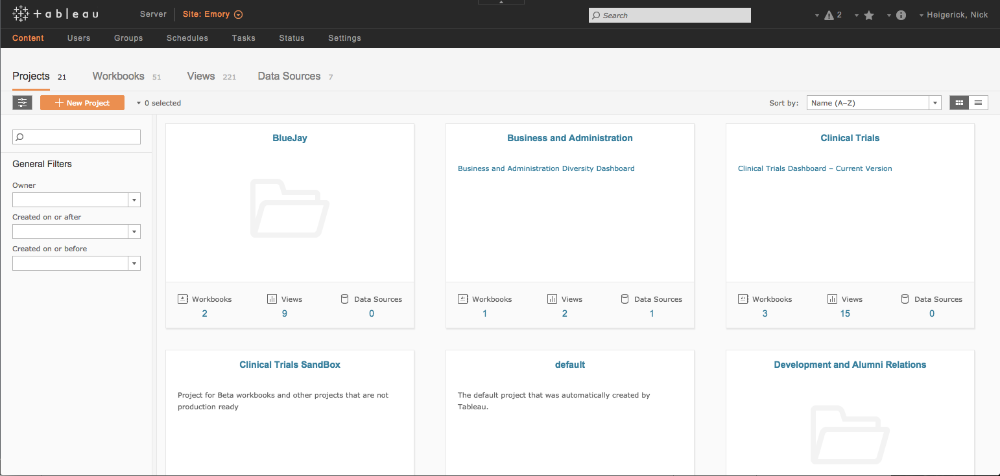 tableau
Server Site: Emory
Search
2
Heigerick, Nick
Content Users Groups Schedules Tasks Status Settings
Projects 21 Workbooks 51 Views 221 Data Sources 7
New Project
0 selected
Sort by: Name (A–Z)
General Filters
Owner
Created on or after
Created on or before
BlueJay
Workbooks Views Data Sources
2 9 0
Business and Administration
Business and Administration Diversity Dashboard
Workbooks Views Data Sources
1 2 1
Clinical Trials
Clinical Trials Dashboard – Current Version
Workbooks Views Data Sources
3 15 0
Clinical Trials SandBox
Project for Beta workbooks and other projects that are not
production ready
default
The default project that was automatically created by
Tableau.
Development and Alumni Relations